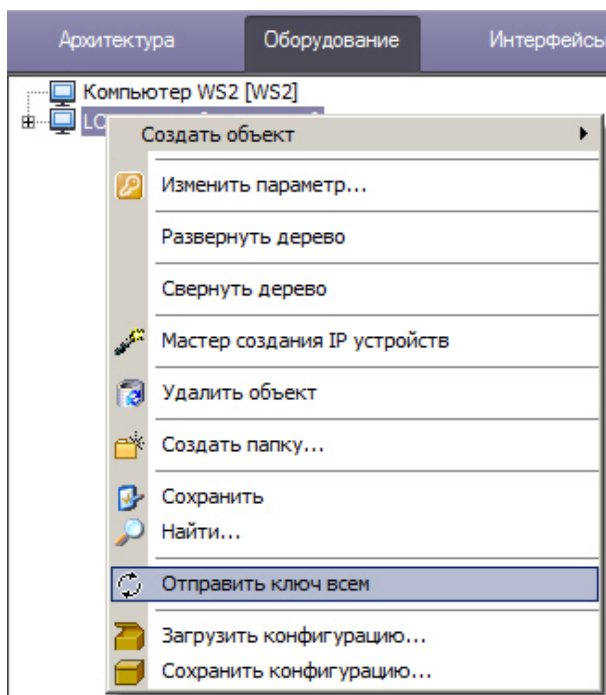 Архитектура Оборудование Интерфейсы
Компьютер WS2 [WS2]
Создать объект
Изменить параметр...
Развернуть дерево
Свернуть дерево
Мастер создания IP устройств
Удалить объект
Создать папку...
Сохранить
Найти...
Отправить ключ всем
Загрузить конфигурацию...
Сохранить конфигурацию...